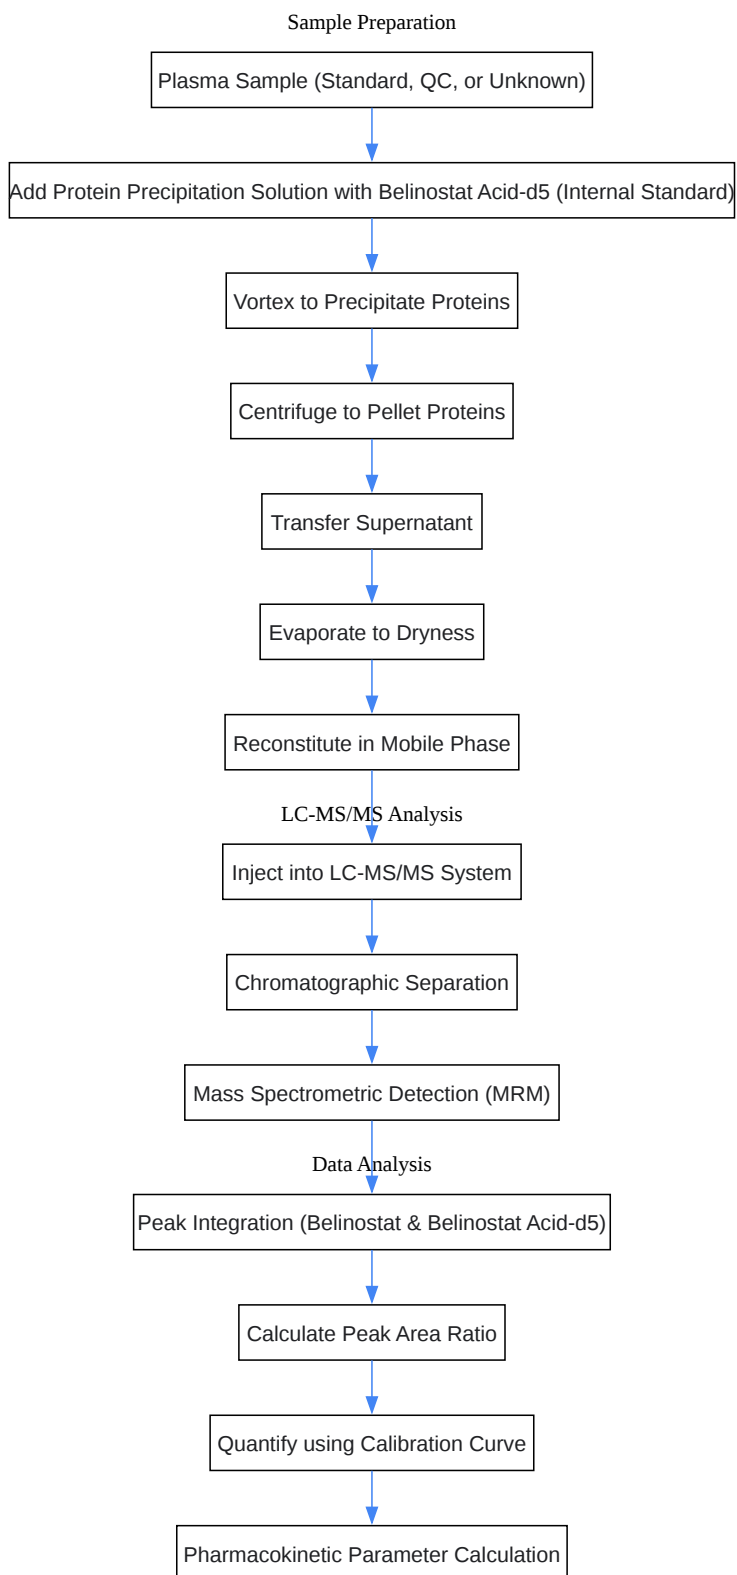 Sample Preparation
Plasma Sample (Standard, QC, or Unknown)
Add Protein Precipitation Solution with Belinostat Acid-d5 (Internal Standard)
Vortex to Precipitate Proteins
Centrifuge to Pellet Proteins
Transfer Supernatant
Evaporate to Dryness
Reconstitute in Mobile Phase
LC-MS/MS Analysis
Inject into LC-MS/MS System
Chromatographic Separation
Mass Spectrometric Detection (MRM)
Data Analysis
Peak Integration (Belinostat & Belinostat Acid-d5)
Calculate Peak Area Ratio
Quantify using Calibration Curve
Pharmacokinetic Parameter Calculation